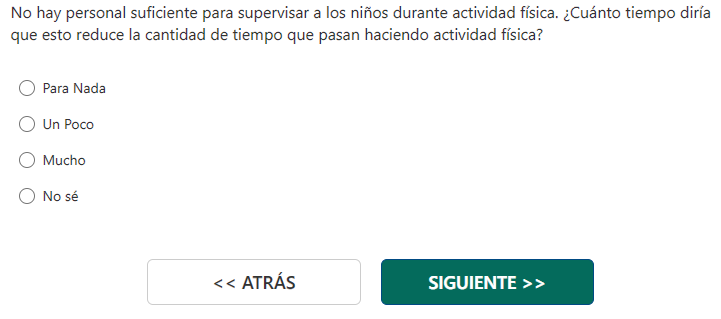 No hay personal suficiente para supervisar a los niños durante actividad física. ¿Cuánto tiempo diría
que esto reduce la cantidad de tiempo que pasan haciendo actividad física?
Para Nada
Un Poco
Mucho
No sé
<< ATRÁS
SIGUIENTE >>